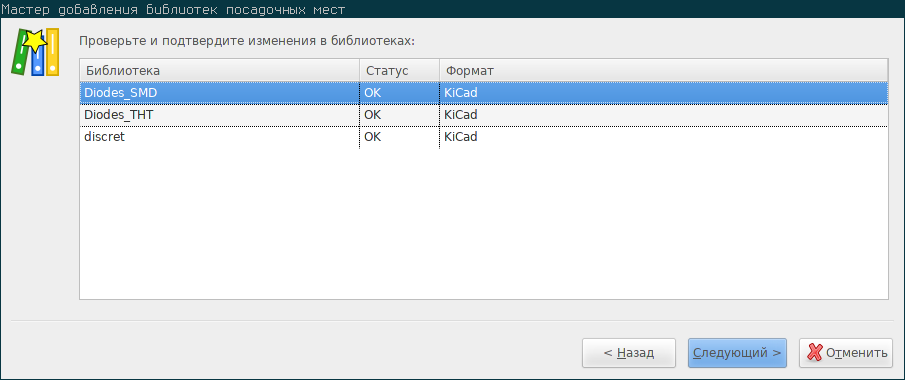 Мастер добавления библиотек посадочных мест
Проверьте и подтвердите изменения в библиотеках:
Библиотека Статус Формат
Diodes_SMD OK KiCad
Diodes_THT OK KiCad
discret OK KiCad
< Назад Следующий > Отменить